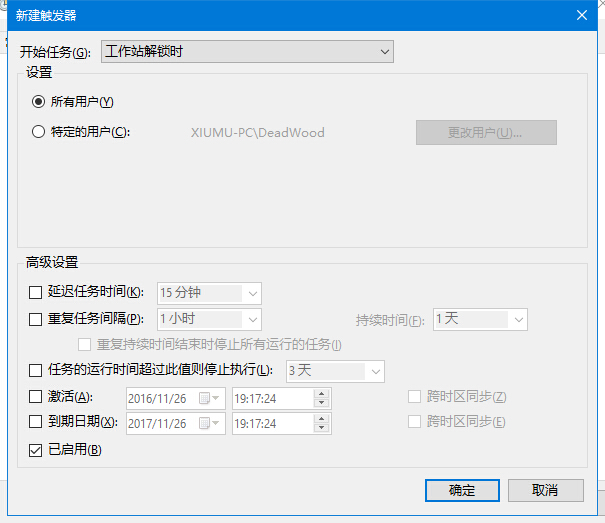 新建触发器
开始任务(G): 工作站解锁时
设置
所有用户(Y)
特定的用户(C): XIUMU-PC\DeadWood 更改用户(U)...
高级设置
延迟任务时间(K): 15 分钟
重复任务间隔(P): 1 小时 持续时间(F): 1 天
重复持续时间结束时停止所有运行的任务(I)
任务的运行时间超过此值则停止执行(L): 3 天
激活(A): 2016/11/26 19:17:24 跨时区同步(Z)
到期日期(X): 2017/11/26 19:17:24 跨时区同步(E)
已启用(B)
确定 取消